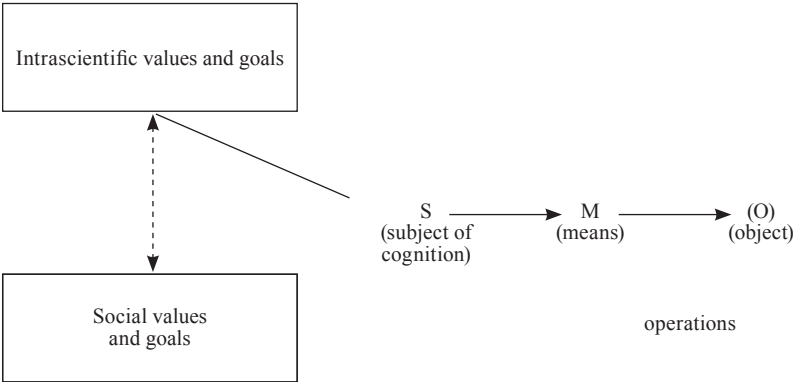 Intrascientific values and goals
S
(subject of
cognition)
M
(means)
(O)
(object)
Social values
and goals
operations